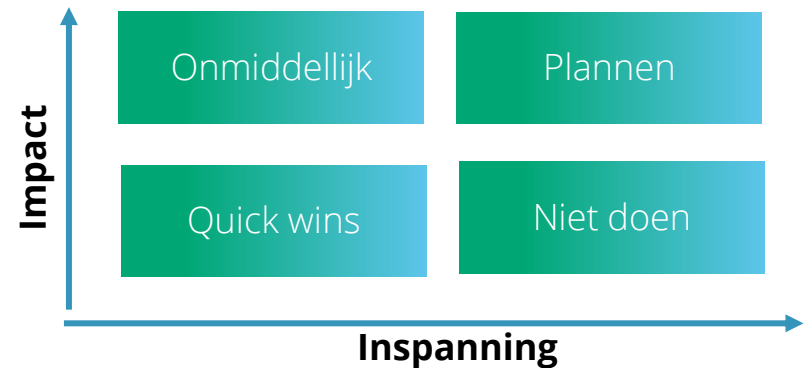 Impact
Onmiddellijk
Plannen
Quick wins
Niet doen
Inspanning